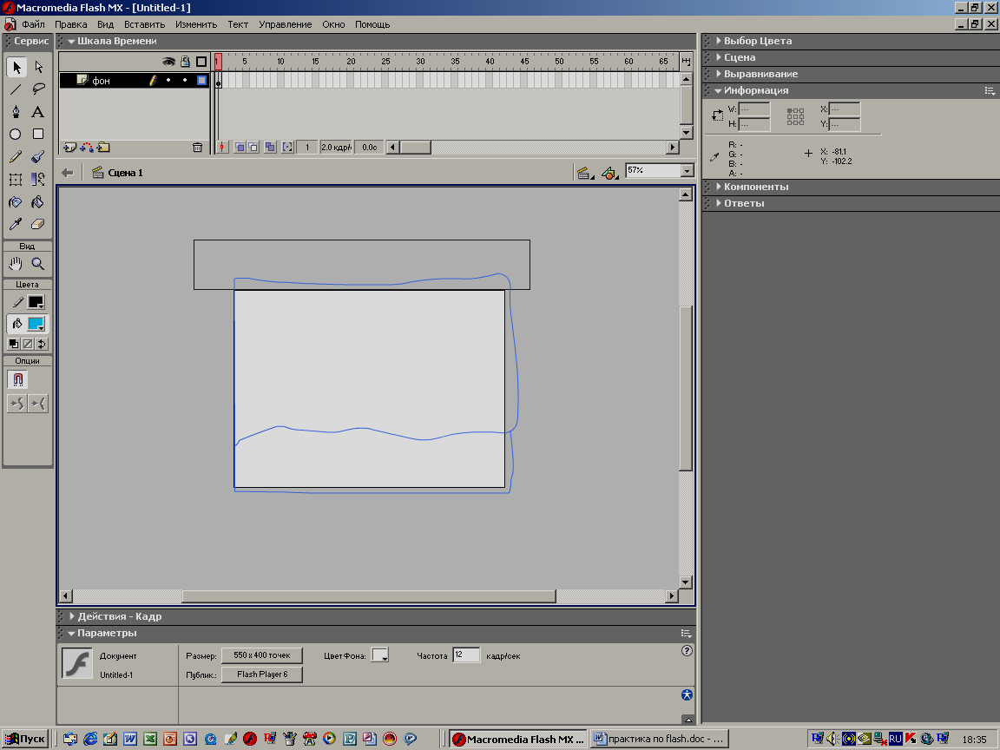 Macromedia Flash MX - [Untitled-1]
Файл Правка Вид Вставить Изменить Тект Управление Окно Помощь
Сервис
Шкала Времени
1 5 10 15 20 25 30 35 40 45 50 55 60 65
фон
1 2.0 кдр/ 0.0с
Сцена 1
57%
Вид
Цвета
Опции
Выбор Цвета
Сцена
Выравнивание
Информация
W: --- X: ---
H: --- Y: ---
R: -
G: -
B: -
A: -
X: -81.1
Y: -102.2
Компоненты
Ответы
Действия - Кадр
Параметры
Документ
Untitled-1
Размер: 550 x 400 точек
Цвет Фона:
Частота 12 кадр/сек
Публик.: Flash Player 6
Пуск
Macromedia Flash MX ...
практика по flash.doc - ...
RU
18:35